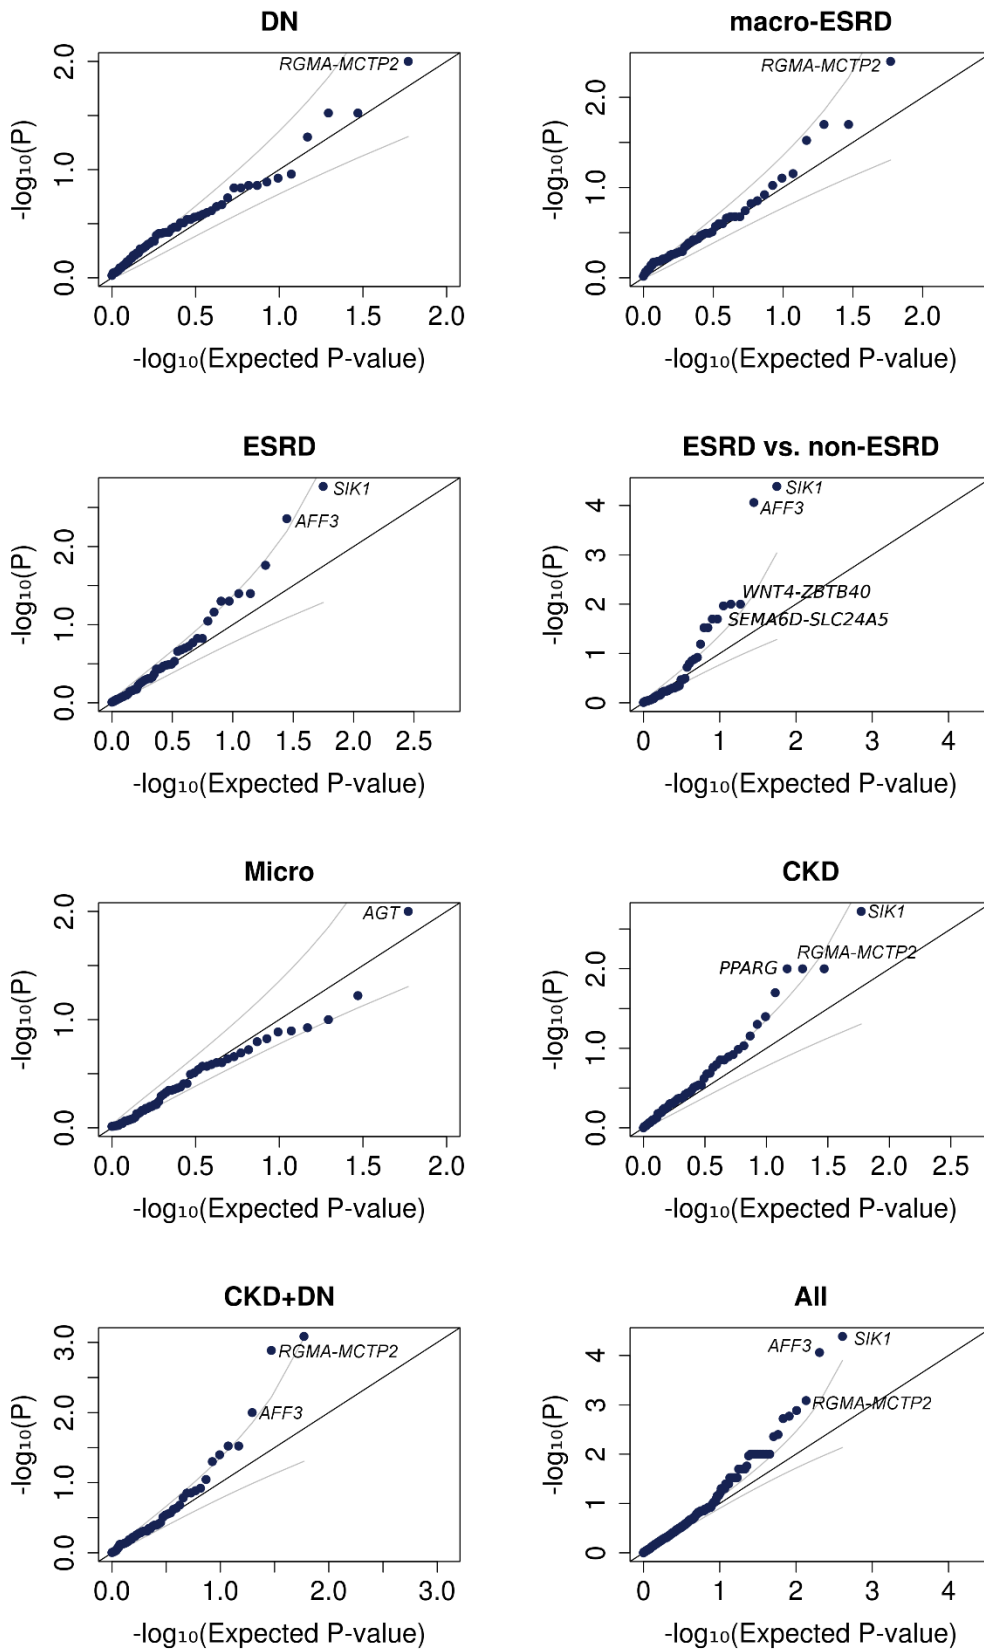 DN
-log₁₀(P)
2.0
1.0
0.0
RGMA-MCTP2
0.0 0.5 1.0 1.5 2.0
-log₁₀(Expected P-value)
macro-ESRD
-log₁₀(P)
2.0
1.0
0.0
RGMA-MCTP2
0.0 0.5 1.0 1.5 2.0
-log₁₀(Expected P-value)
ESRD
-log₁₀(P)
2.0
1.0
0.0
SIK1
AFF3
0.0 0.5 1.0 1.5 2.0 2.5
-log₁₀(Expected P-value)
ESRD vs. non-ESRD
-log₁₀(P)
4
3
2
1
0
SIK1
AFF3
WNT4-ZBTB40
SEMA6D-SLC24A5
0 1 2 3 4
-log₁₀(Expected P-value)
Micro
-log₁₀(P)
2.0
1.0
0.0
AGT
0.0 0.5 1.0 1.5 2.0
-log₁₀(Expected P-value)
CKD
-log₁₀(P)
2.0
1.0
0.0
SIK1
RGMA-MCTP2
PPARG
0.0 0.5 1.0 1.5 2.0 2.5
-log₁₀(Expected P-value)
CKD+DN
-log₁₀(P)
3.0
2.0
1.0
0.0
RGMA-MCTP2
AFF3
0.0 1.0 2.0 3.0
-log₁₀(Expected P-value)
All
-log₁₀(P)
4
3
2
1
0
AFF3
SIK1
RGMA-MCTP2
0 1 2 3 4
-log₁₀(Expected P-value)